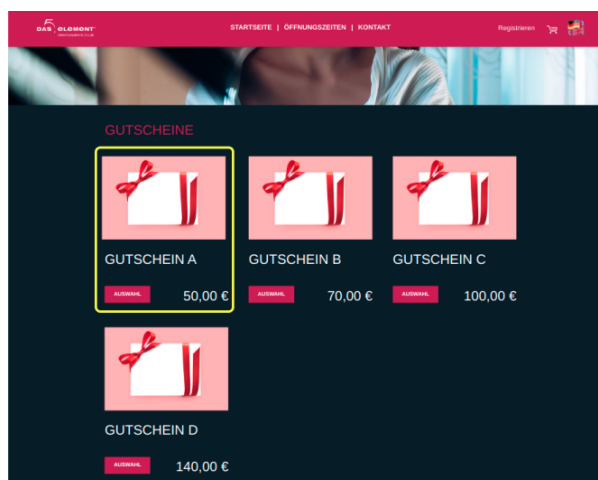 DAS 5 ELEMENT
STARTSEITE | ÖFFNUNGSZEITEN | KONTAKT
Registrieren
GUTSCHEINE
GUTSCHEIN A
AUSWAHL 50,00 €
GUTSCHEIN B
AUSWAHL 70,00 €
GUTSCHEIN C
AUSWAHL 100,00 €
GUTSCHEIN D
AUSWAHL 140,00 €